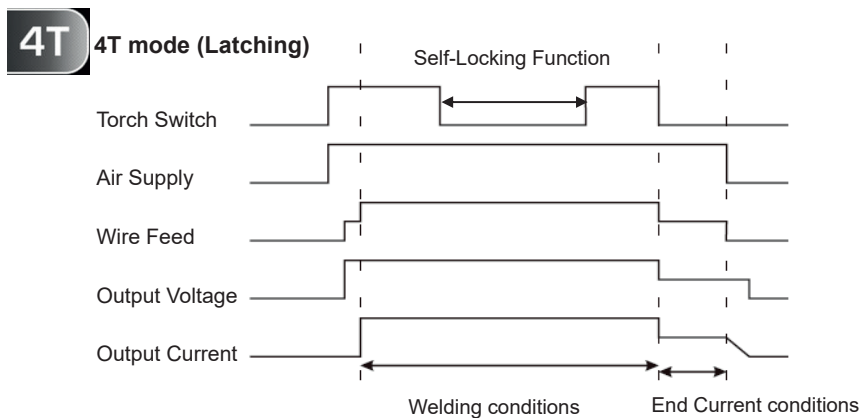 4T 4T mode (Latching)
Self-Locking Function
Torch Switch
Air Supply
Wire Feed
Output Voltage
Output Current
Welding conditions
End Current conditions